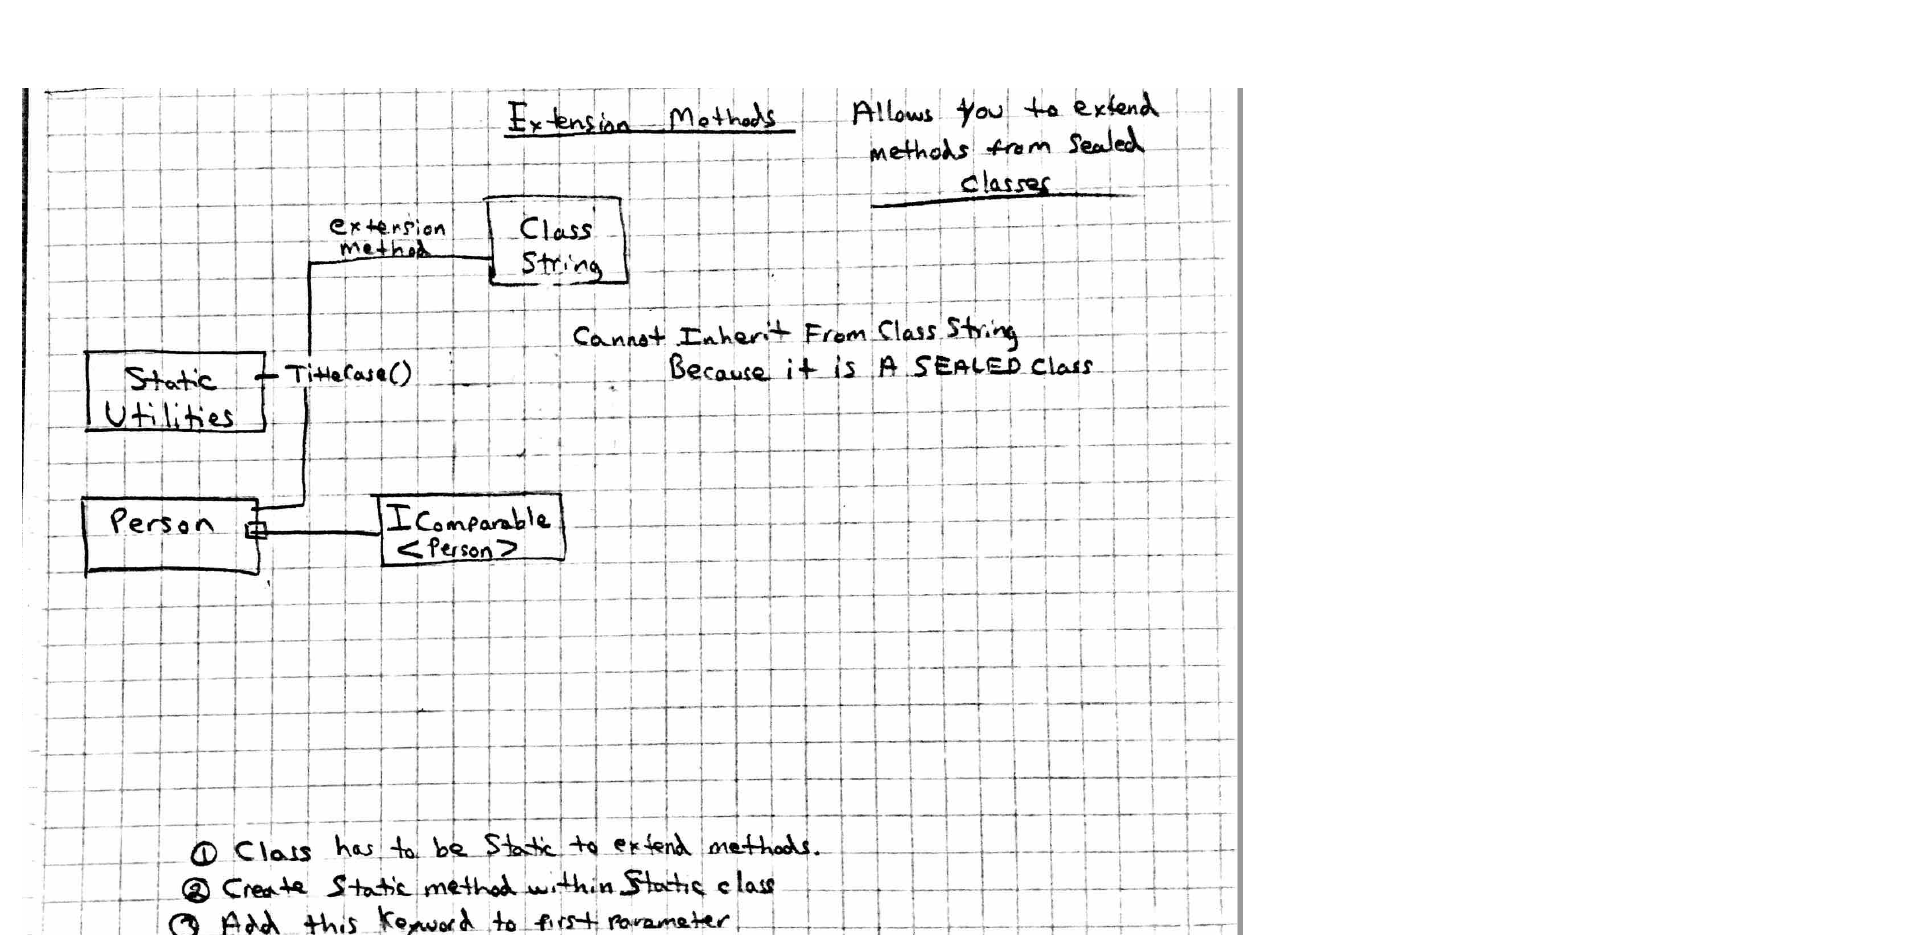 Extension Methods
Allows you to extend
methods from Sealed
Classes
extension
method
Class
String
Cannot Inherit From Class String
Because it is A SEALED Class
Static
Utilities
TitleCase()
Person
IComparable
<Person>
① Class has to be Static to extend methods.
② Create Static method within Static class
③ Add this Keyword to first parameter